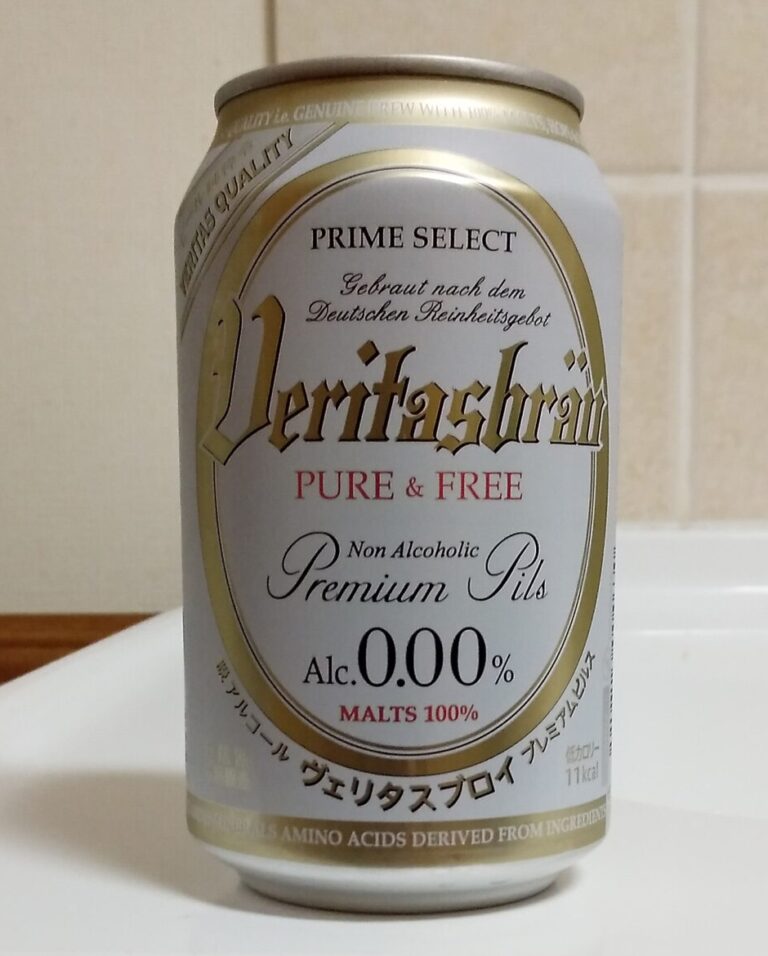 QUALITY i.e. GENUINE BREW WITH 100% MALTS,
VERITAS QUALITY
PRIME SELECT
Gebraut nach dem
Deutschen Reinheitsgebot
Veritasbräu
PURE & FREE
Non Alcoholic
Premium Pils
Alc.0.00%
MALTS 100%
脱アルコール ヴェリタスブロイ プレミアムピルス
低カロリー
11kcal
AMINO ACIDS DERIVED FROM INGREDIENTS